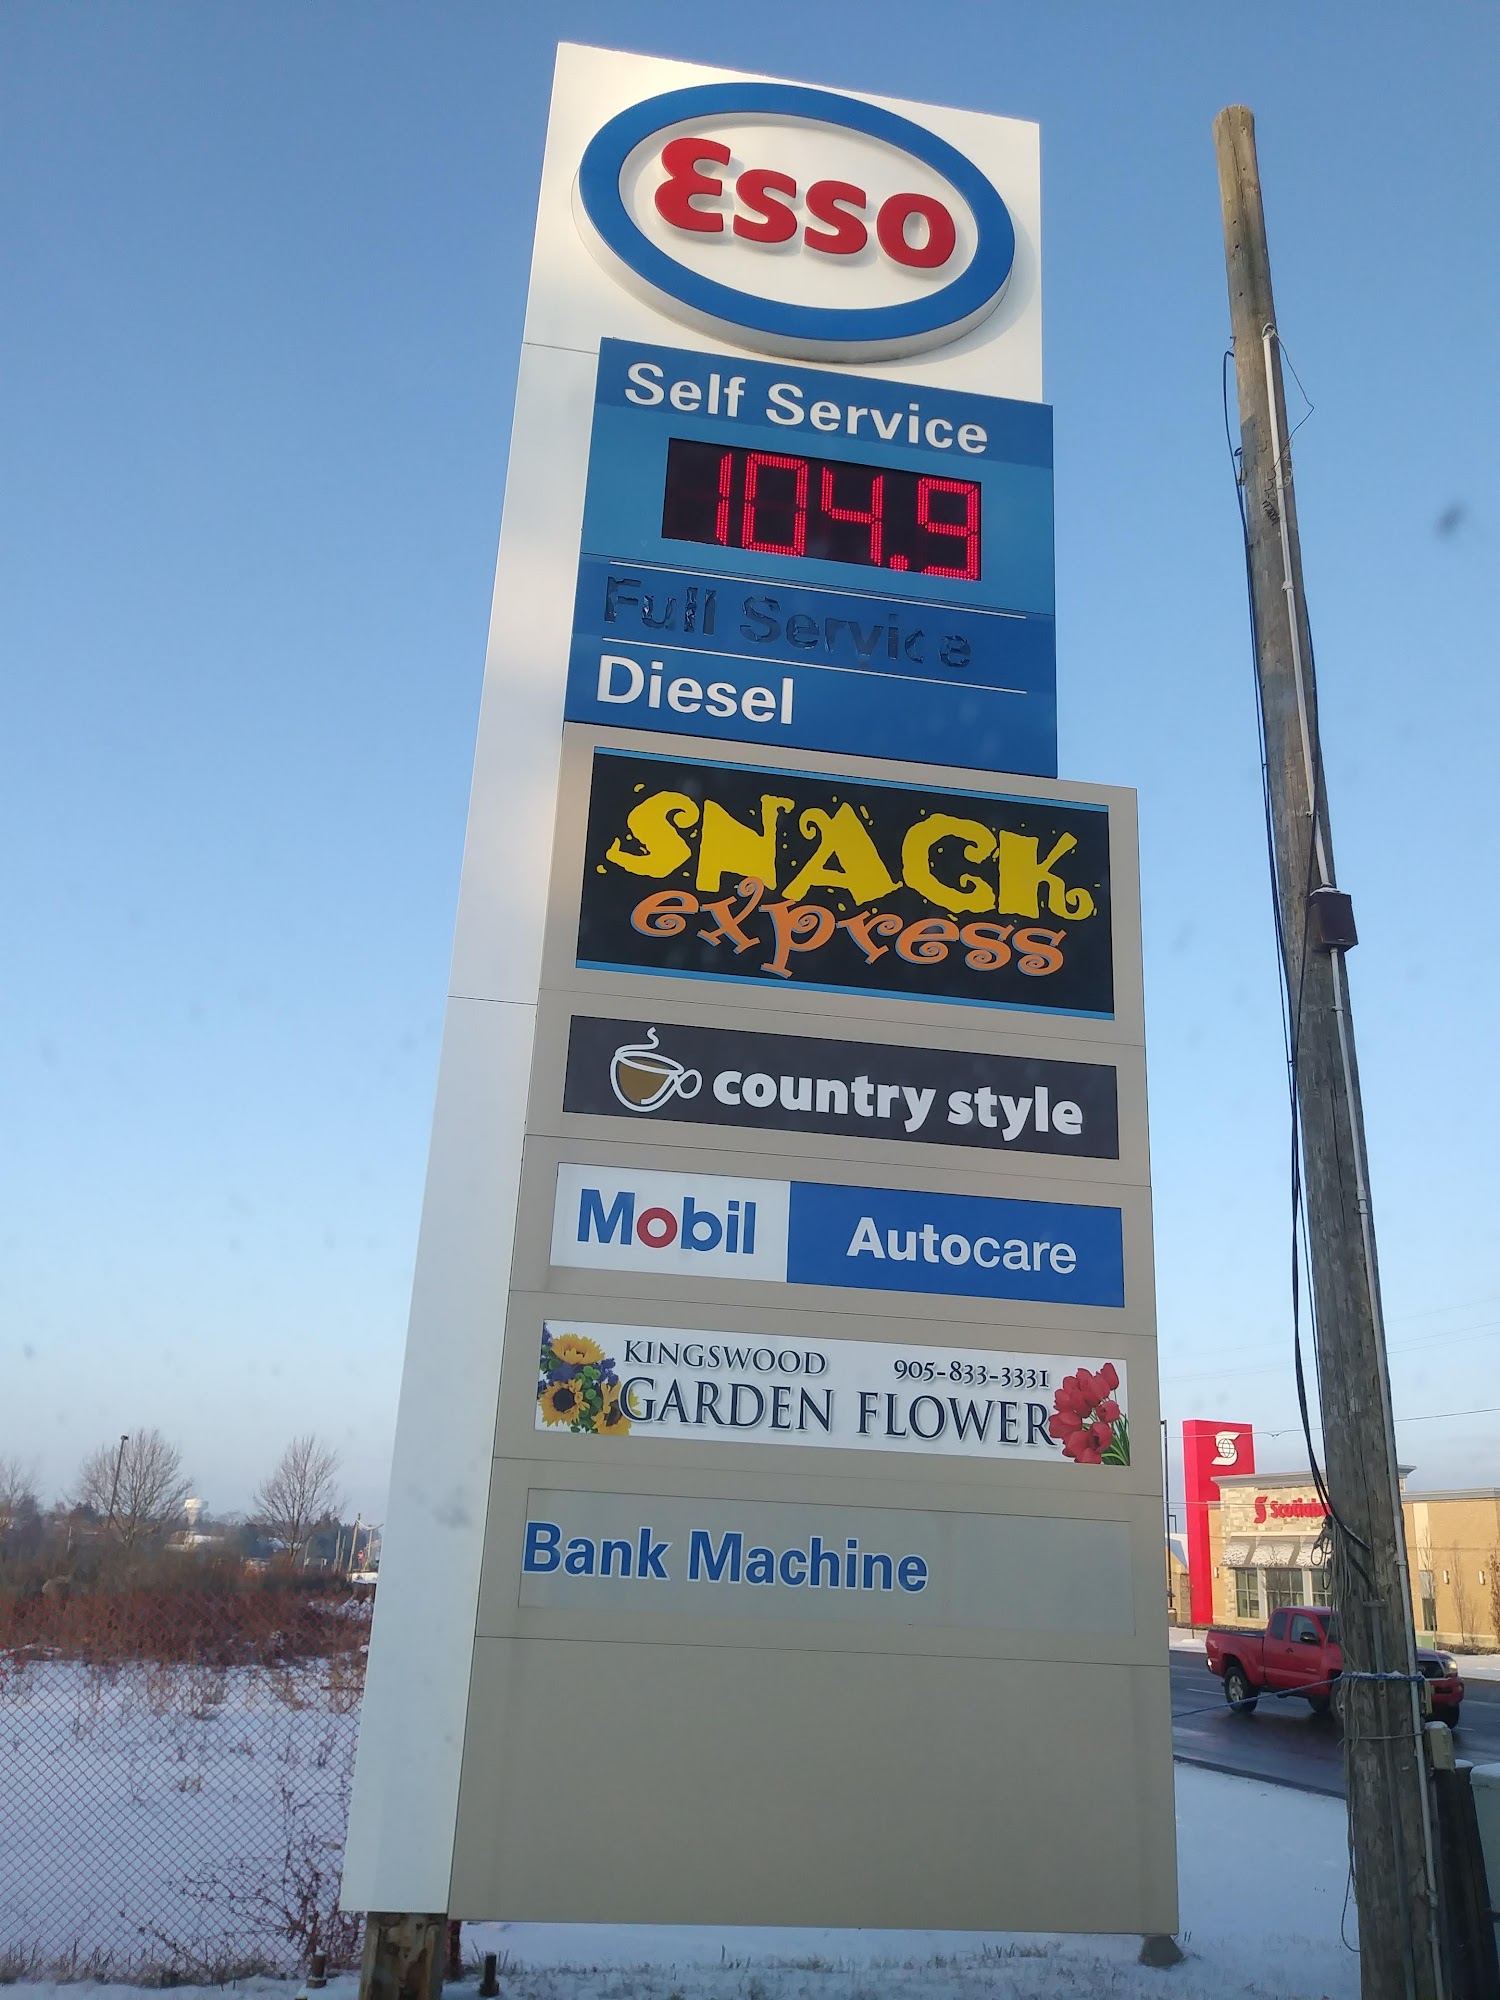 Esso
Self Service
104.9
Full Service
Diesel
SNACK
express
country style
Mobil Autocare
KINGSWOOD 905-833-3331
GARDEN FLOWER
Bank Machine